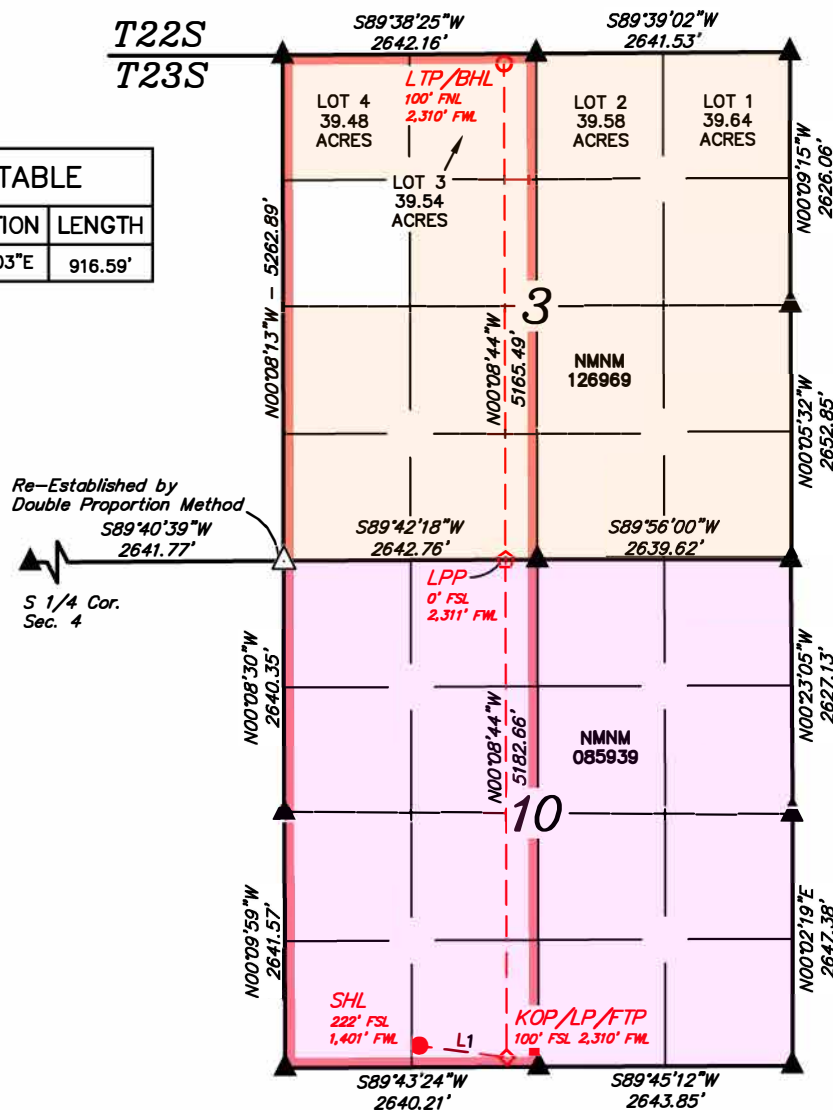 T22S
T23S
S89°38'25"W
2642.16'
S89°39'02"W
2641.53'
LTP/BHL
100' FNL
2,310' FWL
LOT 4
39.48
ACRES
LOT 3
39.54
ACRES
LOT 2
39.58
ACRES
LOT 1
39.64
ACRES
N00°09'15"W
2626.06'
TABLE
TION LENGTH
03"E 916.59'
N00°08'13"W – 5262.89'
3
N00°08'44"W
5165.49'
NMNM
126969
N00°05'32"W
2652.85'
Re-Established by
Double Proportion Method
S89°40'39"W
2641.77'
S89°42'18"W
2642.76'
S89°56'00"W
2639.62'
S 1/4 Cor.
Sec. 4
LPP
0' FSL
2,311' FWL
N00°08'30"W
2640.35'
N00°08'44"W
5182.66'
NMNM
085939
N00°23'05"W
2627.13'
10
N00°09'59"W
2641.57'
N00°02'19"E
2647.38'
SHL
222' FSL
1,401' FWL
L1
KOP/LP/FTP
100' FSL 2,310' FWL
S89°43'24"W
2640.21'
S89°45'12"W
2643.85'